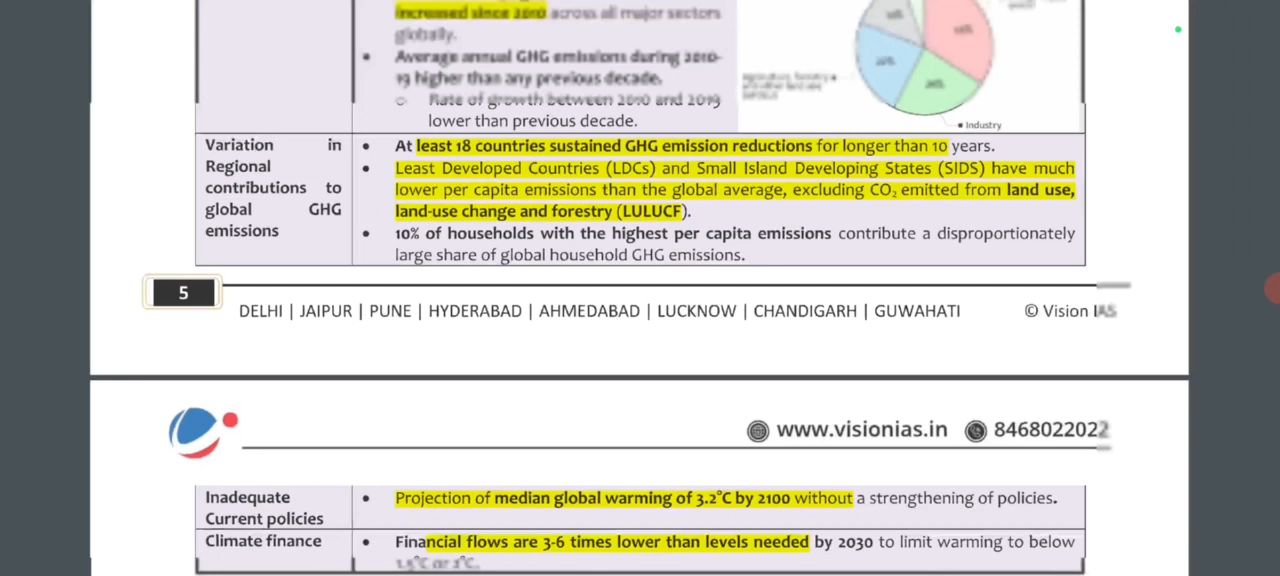 increased since 2010 across all major sectors
globally.
• Average annual GHG emissions during 2010-
19 higher than any previous decade.
○ Rate of growth between 2010 and 2019
lower than previous decade.
Industry
Variation in
Regional
contributions to
global GHG
emissions
• At least 18 countries sustained GHG emission reductions for longer than 10 years.
• Least Developed Countries (LDCs) and Small Island Developing States (SIDS) have much
lower per capita emissions than the global average, excluding CO₂ emitted from land use,
land-use change and forestry (LULUCF).
• 10% of households with the highest per capita emissions contribute a disproportionately
large share of global household GHG emissions.
5
DELHI | JAIPUR | PUNE | HYDERABAD | AHMEDABAD | LUCKNOW | CHANDIGARH | GUWAHATI
© Vision IAS
www.visionias.in 8468022022
Inadequate
Current policies
• Projection of median global warming of 3.2°C by 2100 without a strengthening of policies.
Climate finance
• Financial flows are 3-6 times lower than levels needed by 2030 to limit warming to below
1.5°C or 2°C.